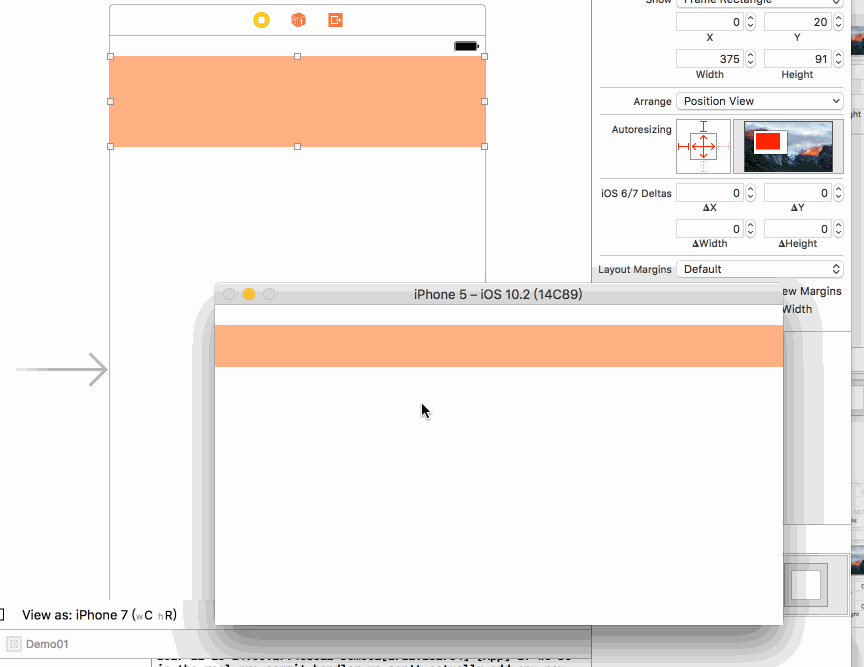 Show Frame Rectangle
0 20
X Y
375 91
Width Height
Arrange Position View
Autoresizing
iOS 6/7 Deltas 0 0
ΔX ΔY
0 0
ΔWidth ΔHeight
Layout Margins Default
ew Margins
Width
iPhone 5 – iOS 10.2 (14C89)
View as: iPhone 7 (wC hR)
Demo01